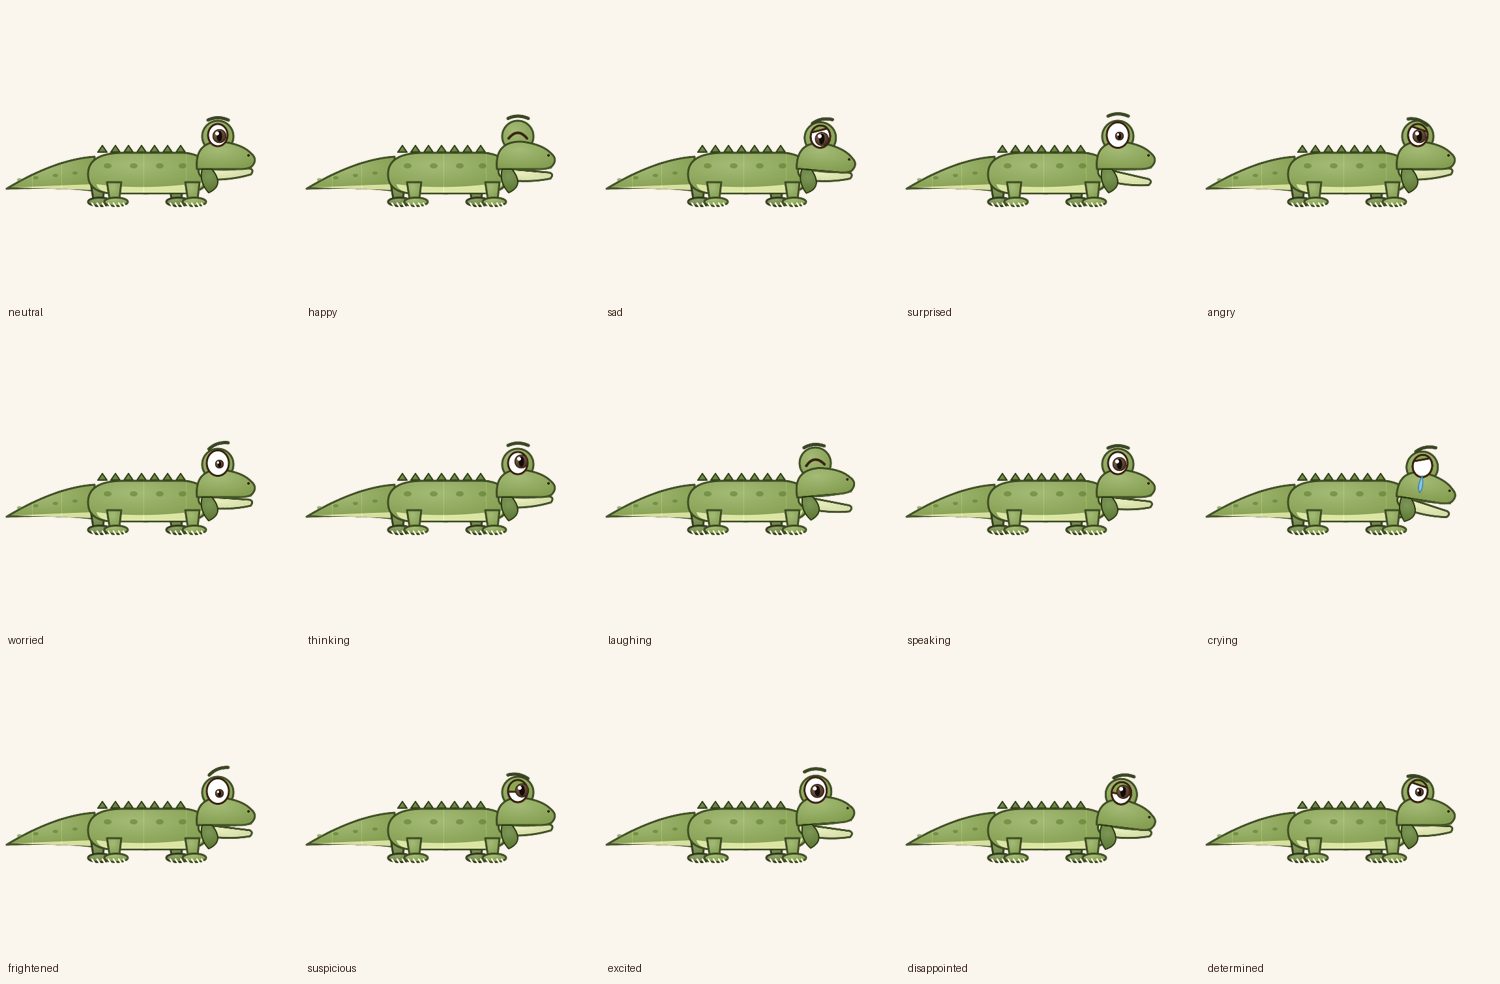 neutral
happy
sad
surprised
angry
worried
thinking
laughing
speaking
crying
frightened
suspicious
excited
disappointed
determined